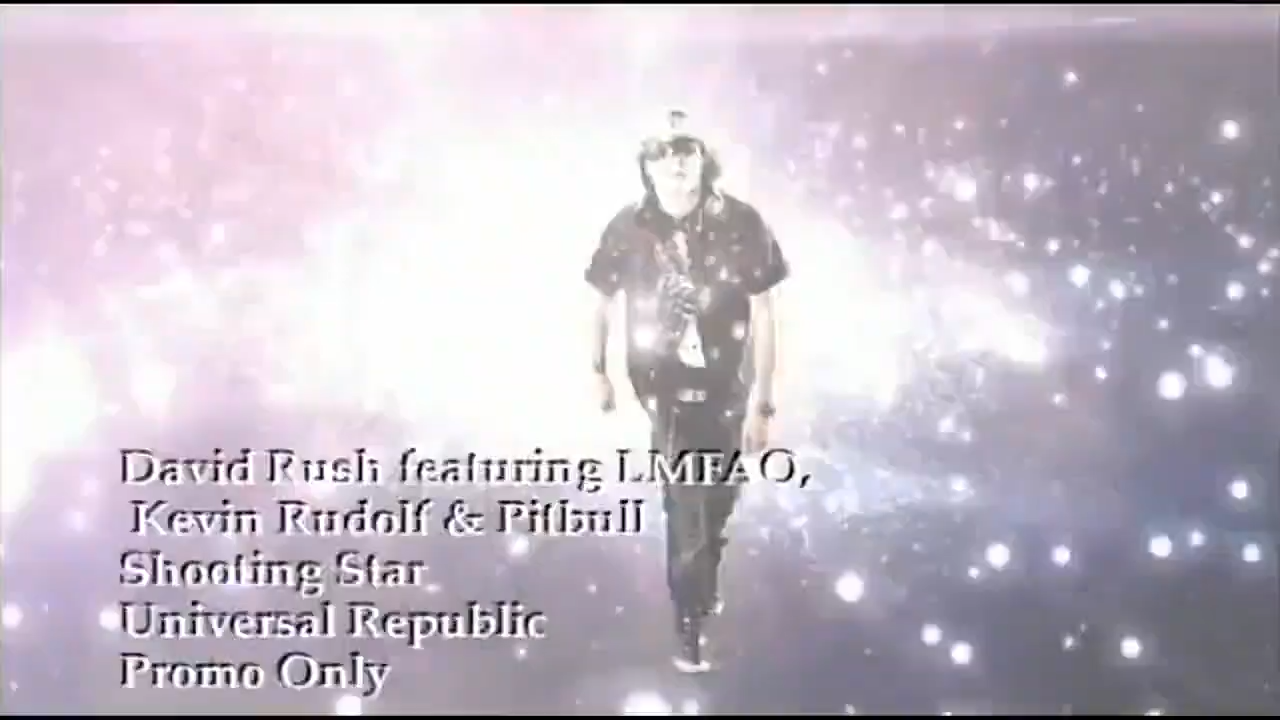 David Rush featuring LMFAO,
Kevin Rudolf & Pitbull
Shooting Star
Universal Republic
Promo Only